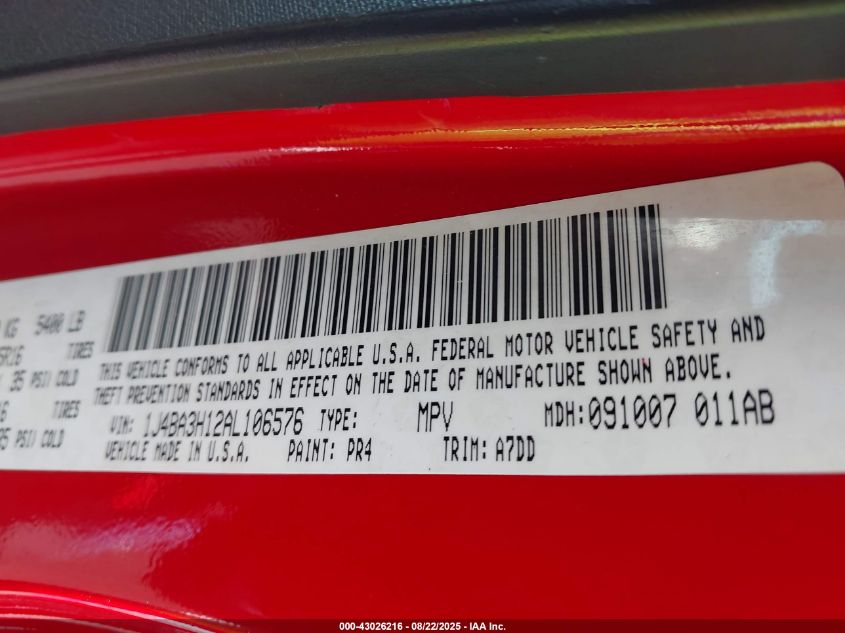 KG 5400 LB
R16 TIRES
35 PSI/ COLD
TIRES
PSI/ COLD
THIS VEHICLE CONFORMS TO ALL APPLICABLE U.S.A. FEDERAL MOTOR VEHICLE SAFETY AND
THEFT PREVENTION STANDARDS IN EFFECT ON THE DATE OF MANUFACTURE SHOWN ABOVE.
VIN: 1J4BA3H12AL106576 TYPE: MPV MDH: 091007 011AB
VEHICLE MADE IN U.S.A. PAINT: PR4 TRIM: A7DD
000-43026216 - 08/22/2025 - IAA Inc.